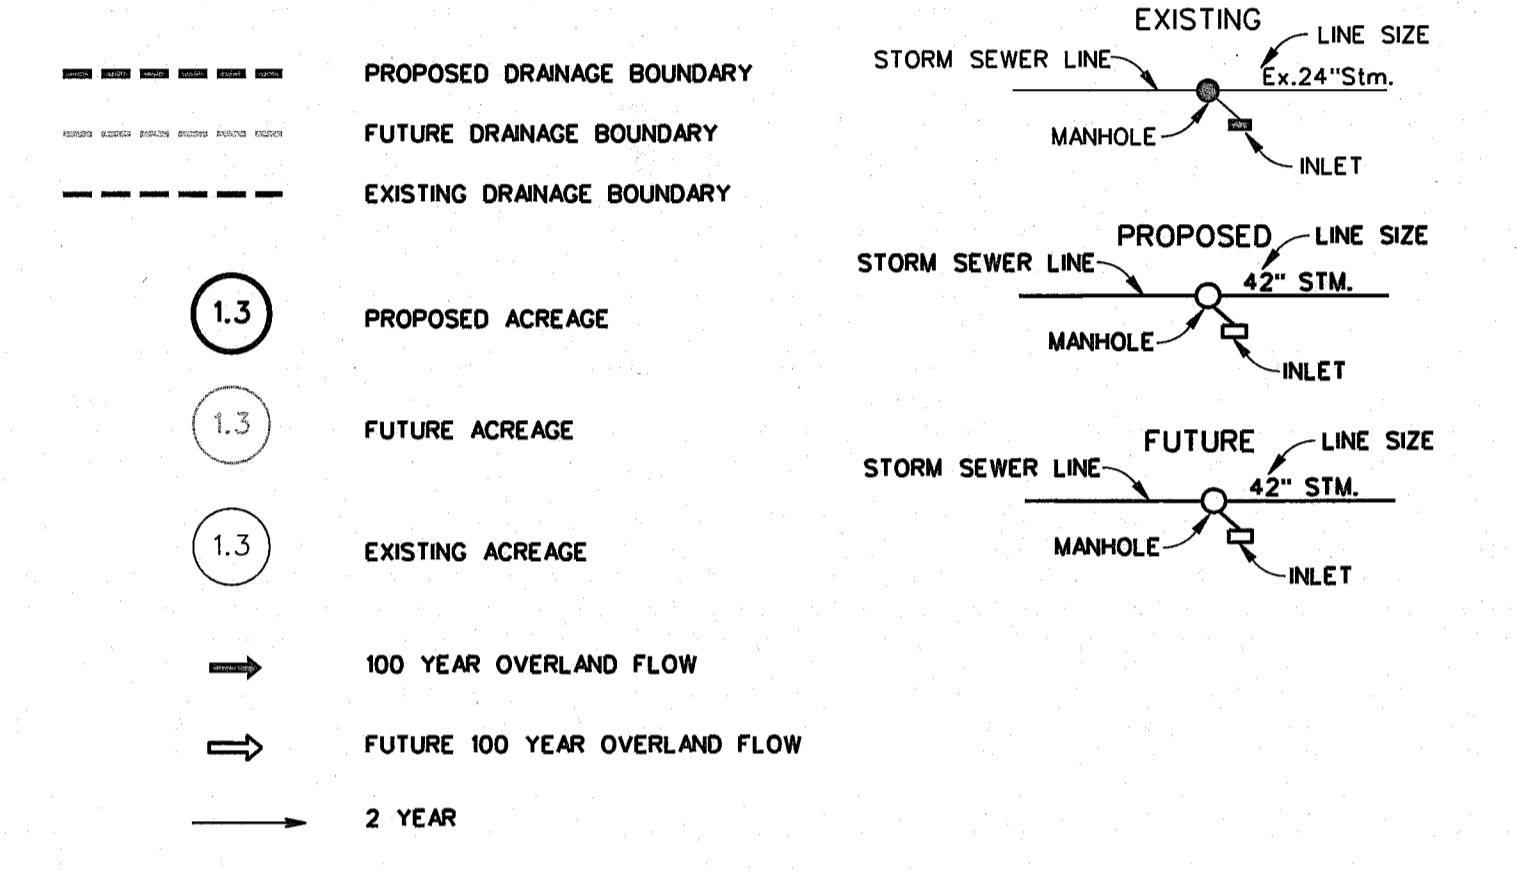 PROPOSED DRAINAGE BOUNDARY
FUTURE DRAINAGE BOUNDARY
EXISTING DRAINAGE BOUNDARY
1.3
PROPOSED ACREAGE
1.3
FUTURE ACREAGE
1.3
EXISTING ACREAGE
100 YEAR OVERLAND FLOW
FUTURE 100 YEAR OVERLAND FLOW
2 YEAR
EXISTING
LINE SIZE
STORM SEWER LINE
Ex.24"Stm.
MANHOLE
INLET
PROPOSED
LINE SIZE
STORM SEWER LINE
42" STM.
MANHOLE
INLET
FUTURE
LINE SIZE
STORM SEWER LINE
42" STM.
MANHOLE
INLET